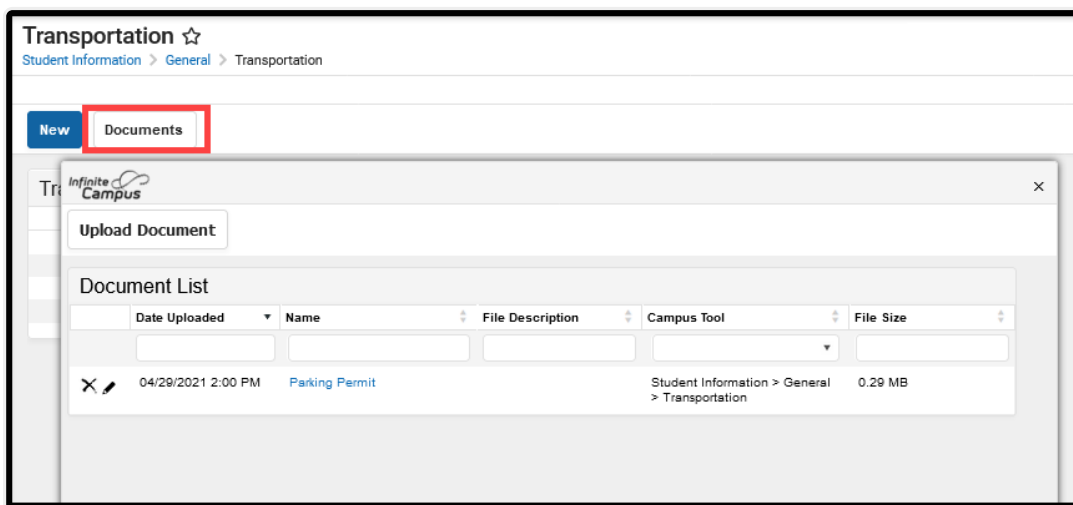 Transportation
Student Information > General > Transportation
New Documents
Tr
Infinite Campus
×
Upload Document
Document List
Date Uploaded Name File Description Campus Tool File Size
04/29/2021 2:00 PM Parking Permit Student Information > General 0.29 MB
> Transportation